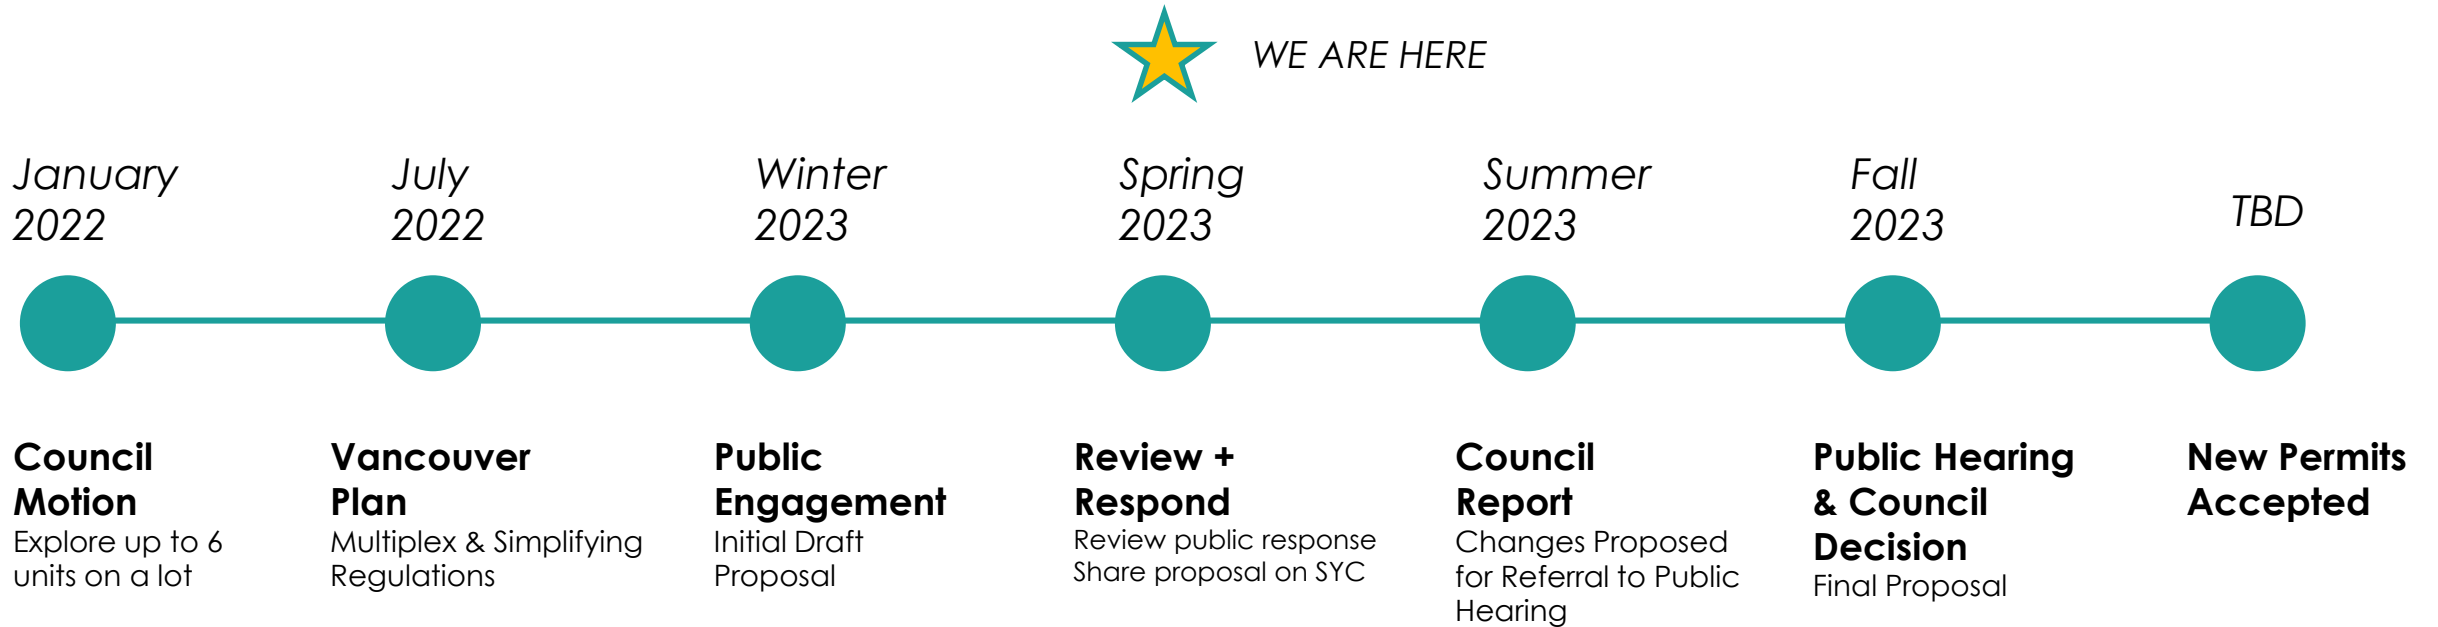 WE ARE HERE
January
2022
July
2022
Winter
2023
Spring
2023
Summer
2023
Fall
2023
TBD
Council
Motion
Explore up to 6
units on a lot
Vancouver
Plan
Multiplex & Simplifying
Regulations
Public
Engagement
Initial Draft
Proposal
Review +
Respond
Review public response
Share proposal on SYC
Council
Report
Changes Proposed
for Referral to Public
Hearing
Public Hearing
& Council
Decision
Final Proposal
New Permits
Accepted